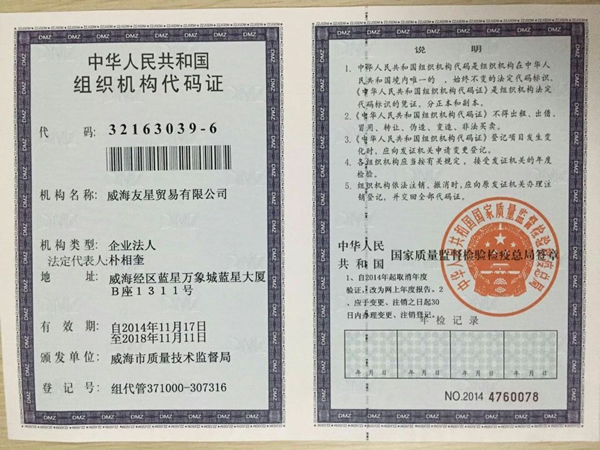 中华人民共和国
组织机构代码证
代 码: 32163039-6
机构名称: 威海友星贸易有限公司
机构类型: 企业法人
法定代表人朴相奎
地 址: 威海经区蓝星万象城蓝星大厦
B座1311号
有 效 期: 自2014年11月17日
至2018年11月11日
颁发单位: 威海市质量技术监督局
登 记 号: 组代管371000-307316
说 明
1. 中华人民共和国组织机构代码是组织机构在中华人
民共和国境内唯一的、始终不变的法定代码标识,
《中华人民共和国组织机构代码证》是组织机构法定
代码标识的凭证,分正本和副本。
2. 《中华人民共和国组织机构代码证》不得出租、出借、
冒用、转让、伪造、变造、非法买卖。
3. 《中华人民共和国组织机构代码证》登记项目发生变
化时,应向发证机关申请变更登记。
4. 各组织机构应当按有关规定,接受发证机关的年度
检验。
5. 组织机构依法注销、撤消时,应向原发证机关办理注
销登记,并交回全部代码证。
中华人民
共和国
国家质量监督检验检疫总局签章
1、自2014年起取消年度
验证,改为网上年度报告。2
、应于变更、注销之日起30
日内办理变更、注销登记。
年检记录
年 月 日
年 月 日
年 月 日
年 月 日
NO.2014 4760078